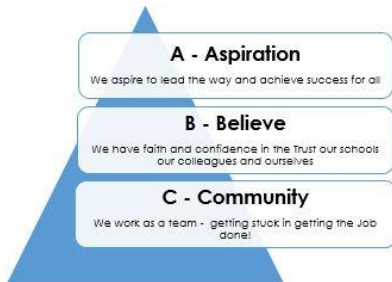 A - Aspiration
We aspire to lead the way and achieve success for all
B - Believe
We have faith and confidence in the Trust our schools
our colleagues and ourselves
C - Community
We work as a team - getting stuck in getting the Job
done!